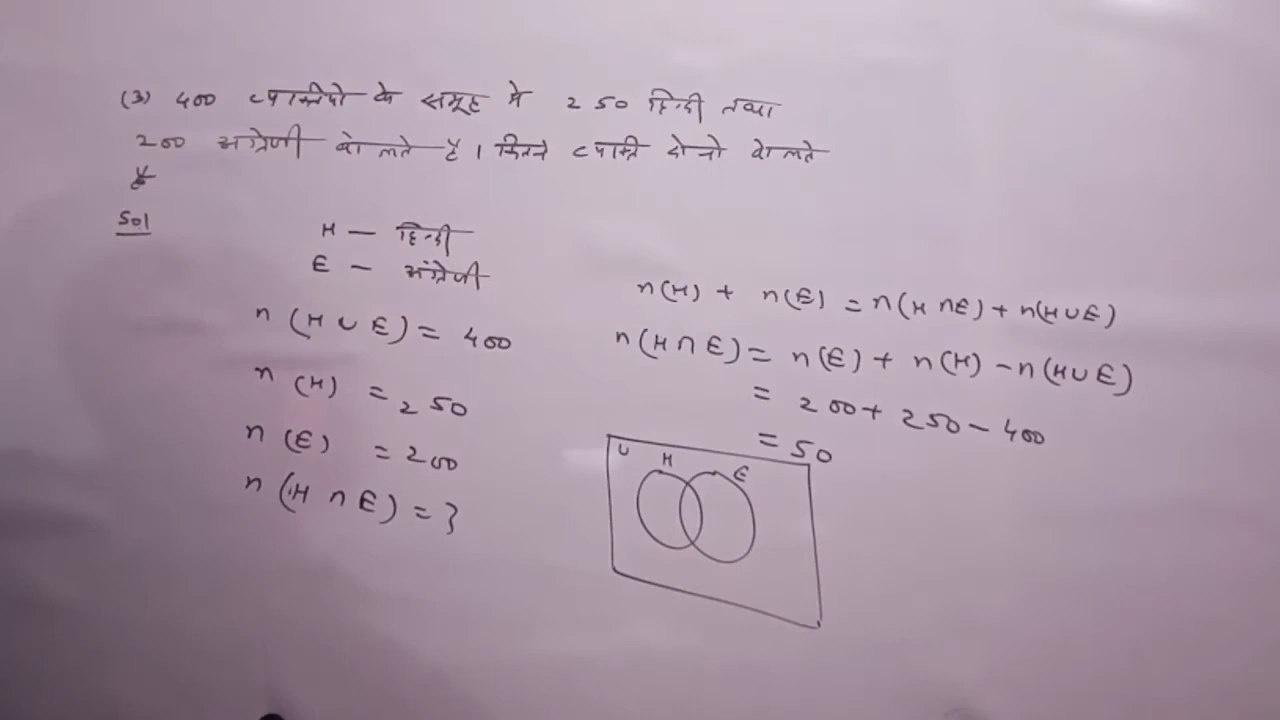 (3) 400 व्यक्तियो के समूह मे 250 हिन्दी तथा
200 अंग्रेजी बोलते है। कितने व्यक्ति दोनो बोलते
है
Sol
H — हिन्दी
E — अंग्रेजी
n (H ∪ E) = 400
n (H) = 250
n (E) = 200
n (H ∩ E) = ?
n(H) + n(E) = n(H ∩ E) + n(H ∪ E)
n(H ∩ E) = n(E) + n(H) - n(H ∪ E)
= 200 + 250 - 400
= 50
U H E